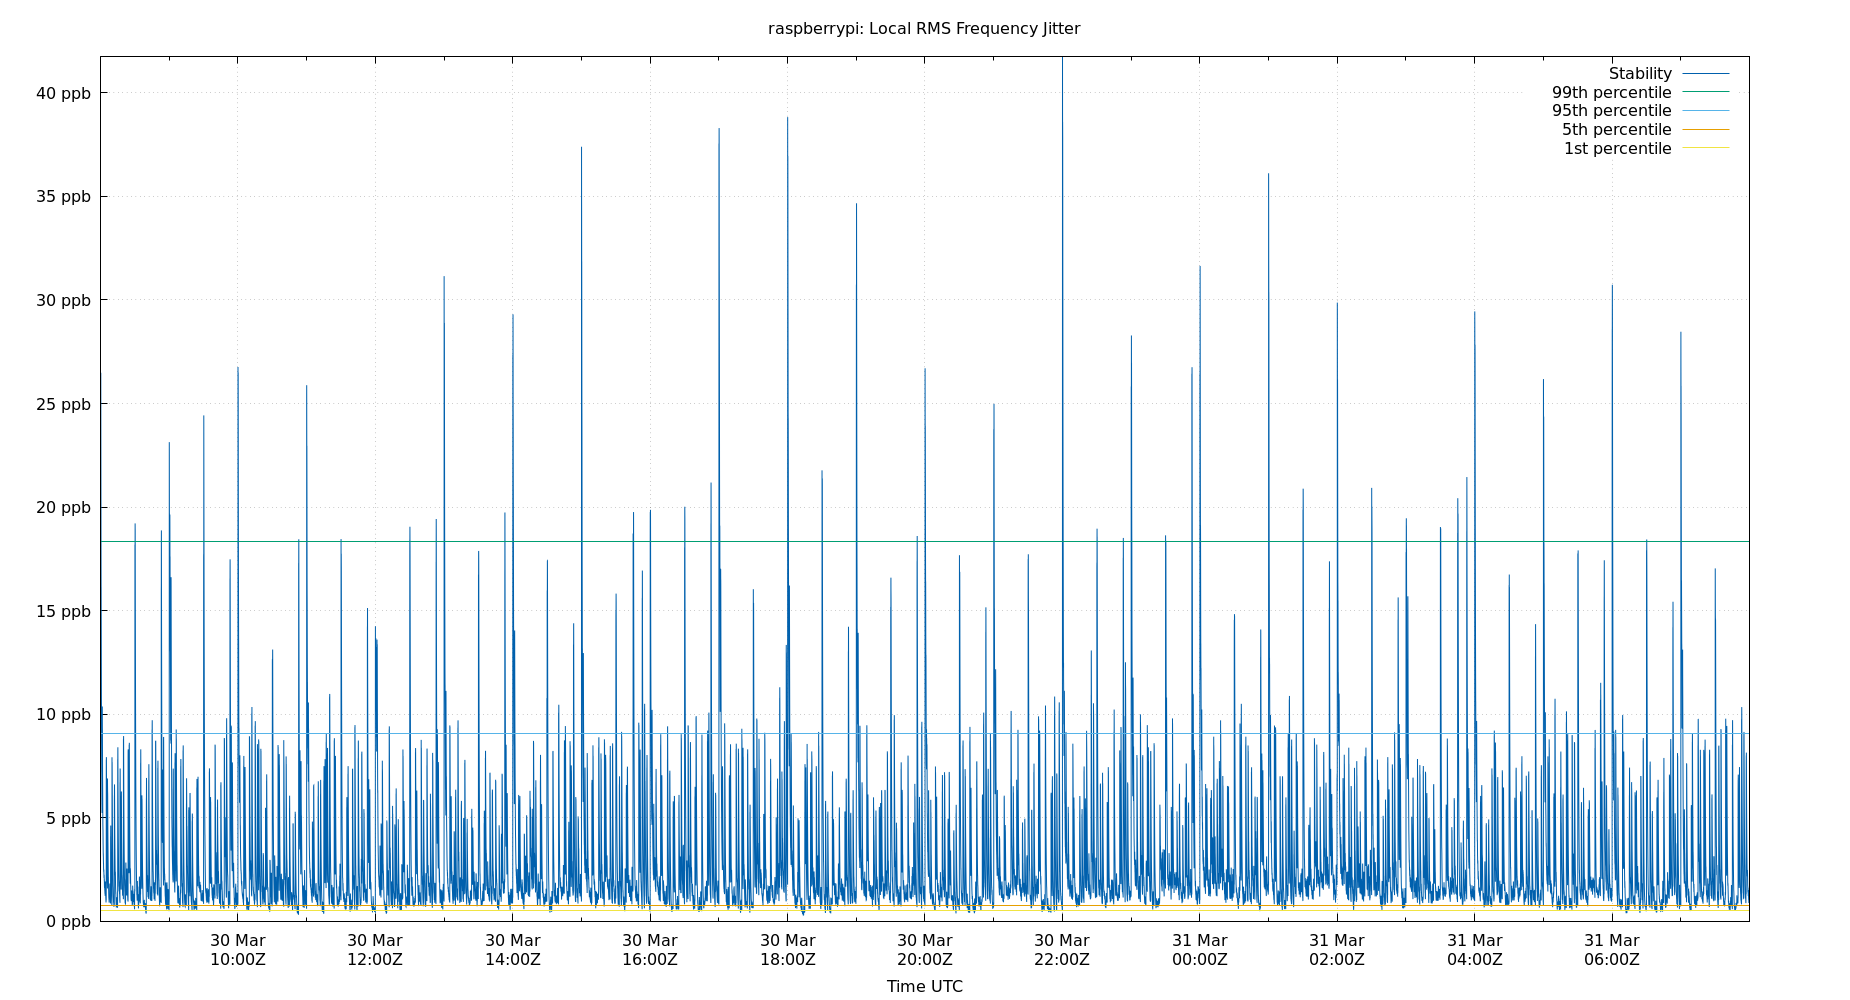 raspberrypi: Local RMS Frequency Jitter
Stability
99th percentile
95th percentile
5th percentile
1st percentile
40 ppb
35 ppb
30 ppb
25 ppb
20 ppb
15 ppb
10 ppb
5 ppb
0 ppb
30 Mar
10:00Z
30 Mar
12:00Z
30 Mar
14:00Z
30 Mar
16:00Z
30 Mar
18:00Z
30 Mar
20:00Z
30 Mar
22:00Z
31 Mar
00:00Z
31 Mar
02:00Z
31 Mar
04:00Z
31 Mar
06:00Z
Time UTC